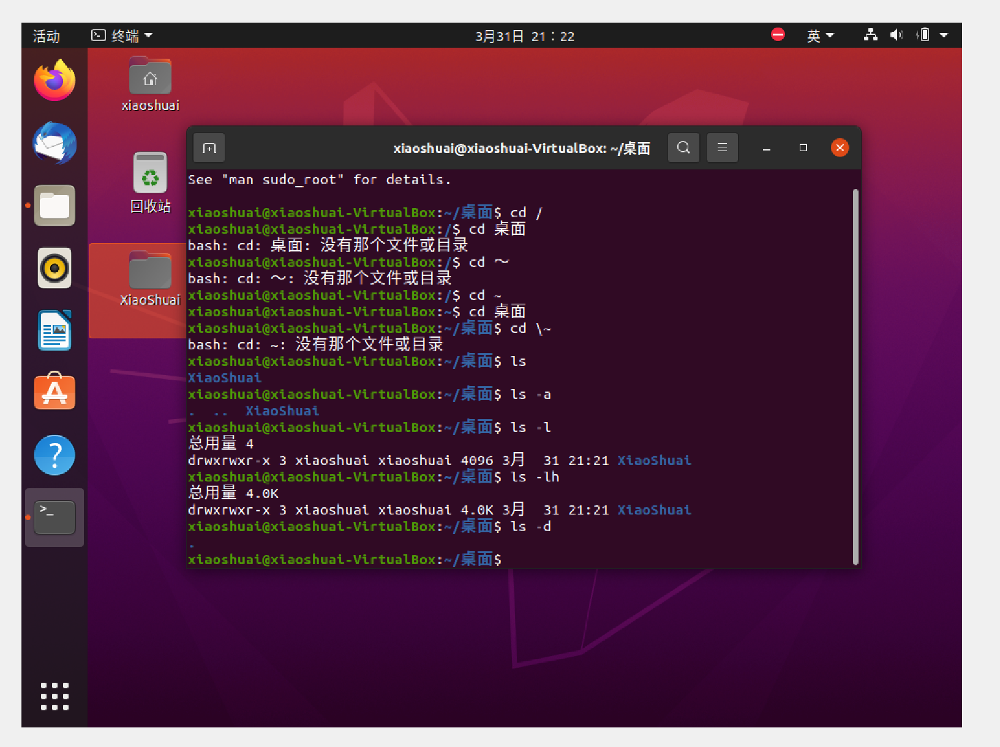 活动
终端
3月31日 21：22
英
xiaoshuai
回收站
XiaoShuai
xiaoshuai@xiaoshuai-VirtualBox: ~/桌面
See "man sudo_root" for details.
xiaoshuai@xiaoshuai-VirtualBox:~/桌面$ cd /
xiaoshuai@xiaoshuai-VirtualBox:/$ cd 桌面
bash: cd: 桌面: 没有那个文件或目录
xiaoshuai@xiaoshuai-VirtualBox:/$ cd ～
bash: cd: ～: 没有那个文件或目录
xiaoshuai@xiaoshuai-VirtualBox:/$ cd ~
xiaoshuai@xiaoshuai-VirtualBox:~$ cd 桌面
xiaoshuai@xiaoshuai-VirtualBox:~/桌面$ cd \~
bash: cd: ~: 没有那个文件或目录
xiaoshuai@xiaoshuai-VirtualBox:~/桌面$ ls
XiaoShuai
xiaoshuai@xiaoshuai-VirtualBox:~/桌面$ ls -a
.  ..  XiaoShuai
xiaoshuai@xiaoshuai-VirtualBox:~/桌面$ ls -l
总用量 4
drwxrwxr-x 3 xiaoshuai xiaoshuai 4096 3月  31 21:21 XiaoShuai
xiaoshuai@xiaoshuai-VirtualBox:~/桌面$ ls -lh
总用量 4.0K
drwxrwxr-x 3 xiaoshuai xiaoshuai 4.0K 3月  31 21:21 XiaoShuai
xiaoshuai@xiaoshuai-VirtualBox:~/桌面$ ls -d
.
xiaoshuai@xiaoshuai-VirtualBox:~/桌面$